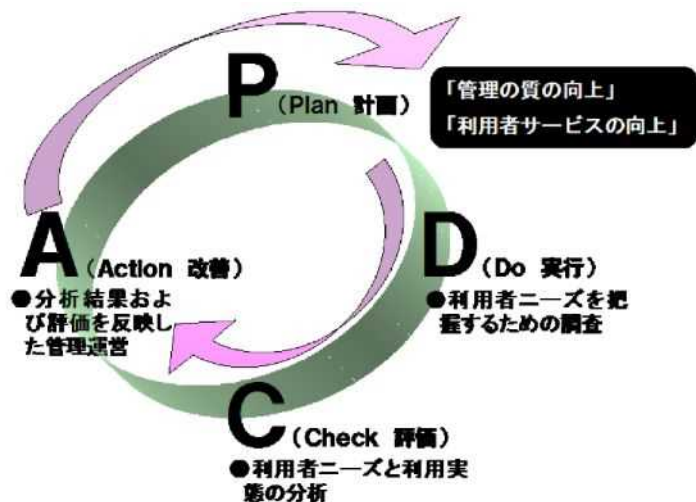 P (Plan 計画)
「管理の質の向上」
「利用者サービスの向上」
A (Action 改善)
●分析結果およ
び評価を反映し
た管理運営
D (Do 実行)
●利用者ニーズを把
握するための調査
C (Check 評価)
●利用者ニーズと利用実
態の分析